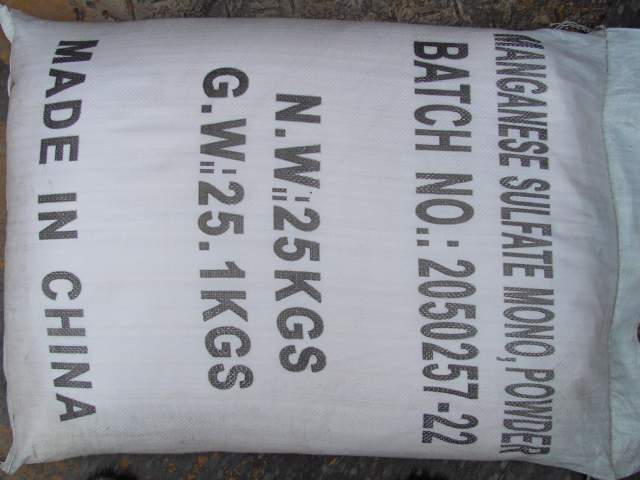 MANGANESE SULFATE MONO,POWDER
BATCH NO.: 2050257-22
N.W.:25KGS
G.W.:25.1KGS
MADE IN CHINA